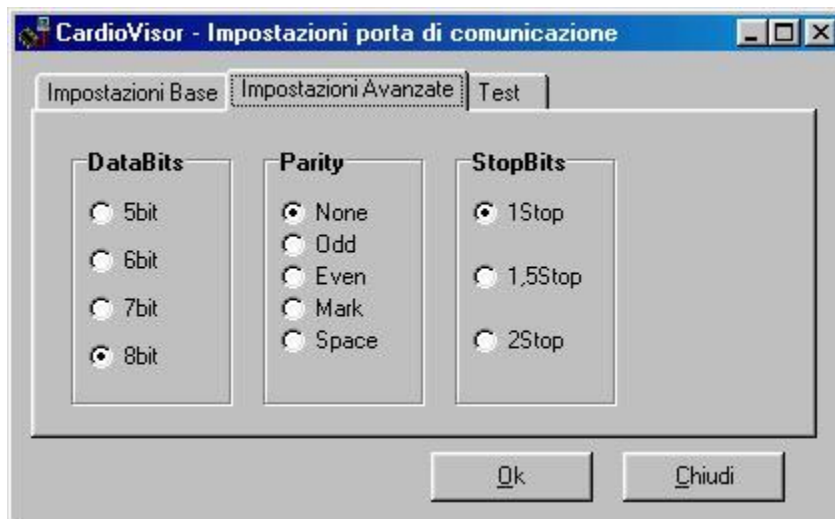 CardioVisor - Impostazioni porta di comunicazione
Impostazioni Base
Impostazioni Avanzate
Test
DataBits
5bit
6bit
7bit
8bit
Parity
None
Odd
Even
Mark
Space
StopBits
1Stop
1,5Stop
2Stop
Ok
Chiudi